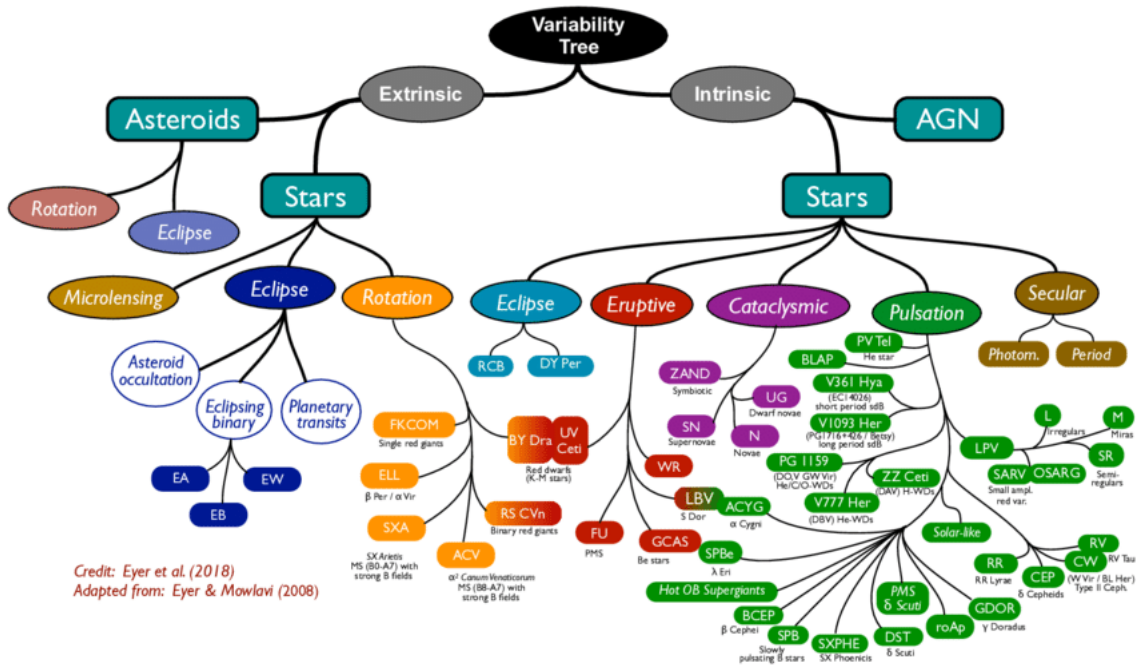 Variability
Tree
Extrinsic
Intrinsic
Asteroids
AGN
Stars
Stars
Rotation
Eclipse
Microlensing
Eclipse
Rotation
Eclipse
Eruptive
Cataclysmic
Pulsation
Secular
Asteroid
occultation
Eclipsing
binary
Planetary
transits
EA
EB
EW
FKCOM
Single red giants
ELL
β Per / α Vir
SXA
SX Arietis
MS (B0-A7) with
strong B fields
ACV
α² Canum Venaticorum
MS (B8-A7) with
strong B fields
BY Dra
UV
Ceti
Red dwarfs
(K-M stars)
RS CVn
Binary red giants
RCB
DY Per
WR
LBV
S Dor
FU
PMS
GCAS
Be stars
ZAND
Symbiotic
UG
Dwarf novae
SN
Supernovae
N
Novae
PV Tel
He star
BLAP
V361 Hya
(EC14026)
short period sdB
V1093 Her
(PG1716+426 / Betsy)
long period sdB
PG 1159
(DO,V GW Vir)
He/C/O-WDs
ZZ Ceti
(DAV) H-WDs
V777 Her
(DBV) He-WDs
ACYG
α Cygni
SPBe
λ Eri
Hot OB Supergiants
BCEP
β Cephei
SPB
Slowly
pulsating B stars
SXPHE
SX Phoenicis
DST
δ Scuti
PMS
δ Scuti
roAp
GDOR
γ Doradus
Solar-like
RR
RR Lyrae
CEP
δ Cepheids
RV
RV Tau
CW
(W Vir / BL Her)
Type II Ceph.
LPV
L
Irregulars
M
Miras
SR
Semi-
regulars
SARV
Small ampl.
red var.
OSARG
Photom.
Period
Credit: Eyer et al. (2018)
Adapted from: Eyer & Mowlavi (2008)